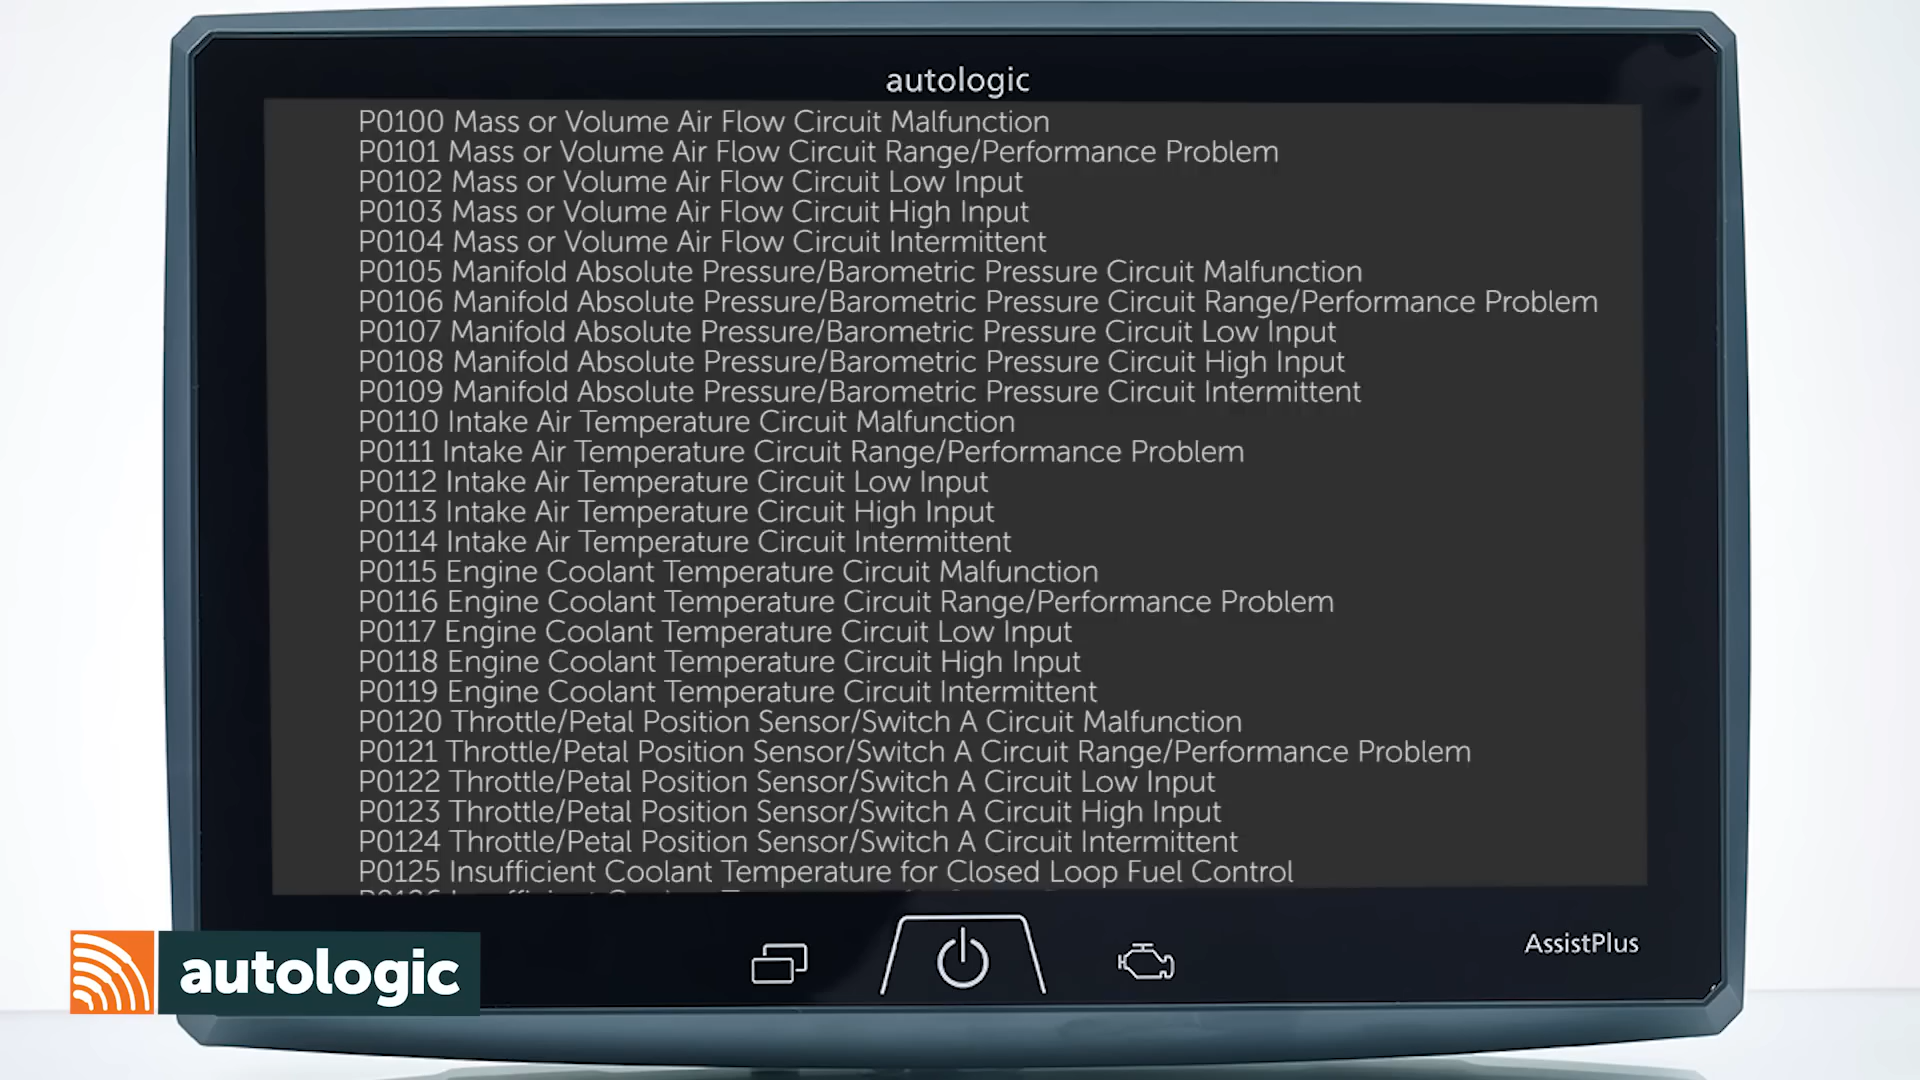 autologic
P0100 Mass or Volume Air Flow Circuit Malfunction
P0101 Mass or Volume Air Flow Circuit Range/Performance Problem
P0102 Mass or Volume Air Flow Circuit Low Input
P0103 Mass or Volume Air Flow Circuit High Input
P0104 Mass or Volume Air Flow Circuit Intermittent
P0105 Manifold Absolute Pressure/Barometric Pressure Circuit Malfunction
P0106 Manifold Absolute Pressure/Barometric Pressure Circuit Range/Performance Problem
P0107 Manifold Absolute Pressure/Barometric Pressure Circuit Low Input
P0108 Manifold Absolute Pressure/Barometric Pressure Circuit High Input
P0109 Manifold Absolute Pressure/Barometric Pressure Circuit Intermittent
P0110 Intake Air Temperature Circuit Malfunction
P0111 Intake Air Temperature Circuit Range/Performance Problem
P0112 Intake Air Temperature Circuit Low Input
P0113 Intake Air Temperature Circuit High Input
P0114 Intake Air Temperature Circuit Intermittent
P0115 Engine Coolant Temperature Circuit Malfunction
P0116 Engine Coolant Temperature Circuit Range/Performance Problem
P0117 Engine Coolant Temperature Circuit Low Input
P0118 Engine Coolant Temperature Circuit High Input
P0119 Engine Coolant Temperature Circuit Intermittent
P0120 Throttle/Petal Position Sensor/Switch A Circuit Malfunction
P0121 Throttle/Petal Position Sensor/Switch A Circuit Range/Performance Problem
P0122 Throttle/Petal Position Sensor/Switch A Circuit Low Input
P0123 Throttle/Petal Position Sensor/Switch A Circuit High Input
P0124 Throttle/Petal Position Sensor/Switch A Circuit Intermittent
P0125 Insufficient Coolant Temperature for Closed Loop Fuel Control
AssistPlus
autologic